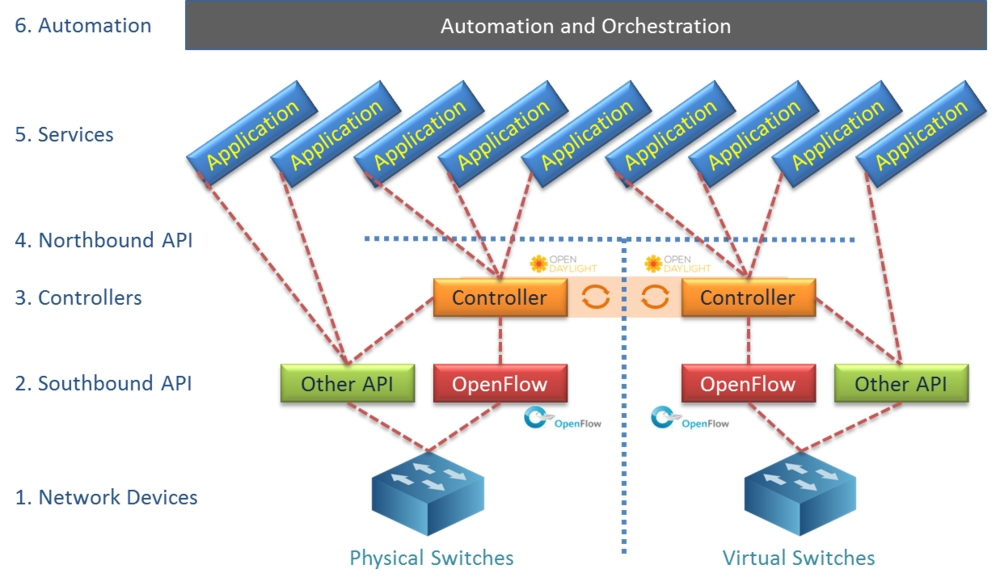 6. Automation
Automation and Orchestration
5. Services
Application
Application
Application
Application
Application
Application
Application
Application
Application
4. Northbound API
OPEN
DAYLIGHT
OPEN
DAYLIGHT
3. Controllers
Controller
Controller
2. Southbound API
Other API
OpenFlow
OpenFlow
Other API
OpenFlow
OpenFlow
1. Network Devices
Physical Switches
Virtual Switches